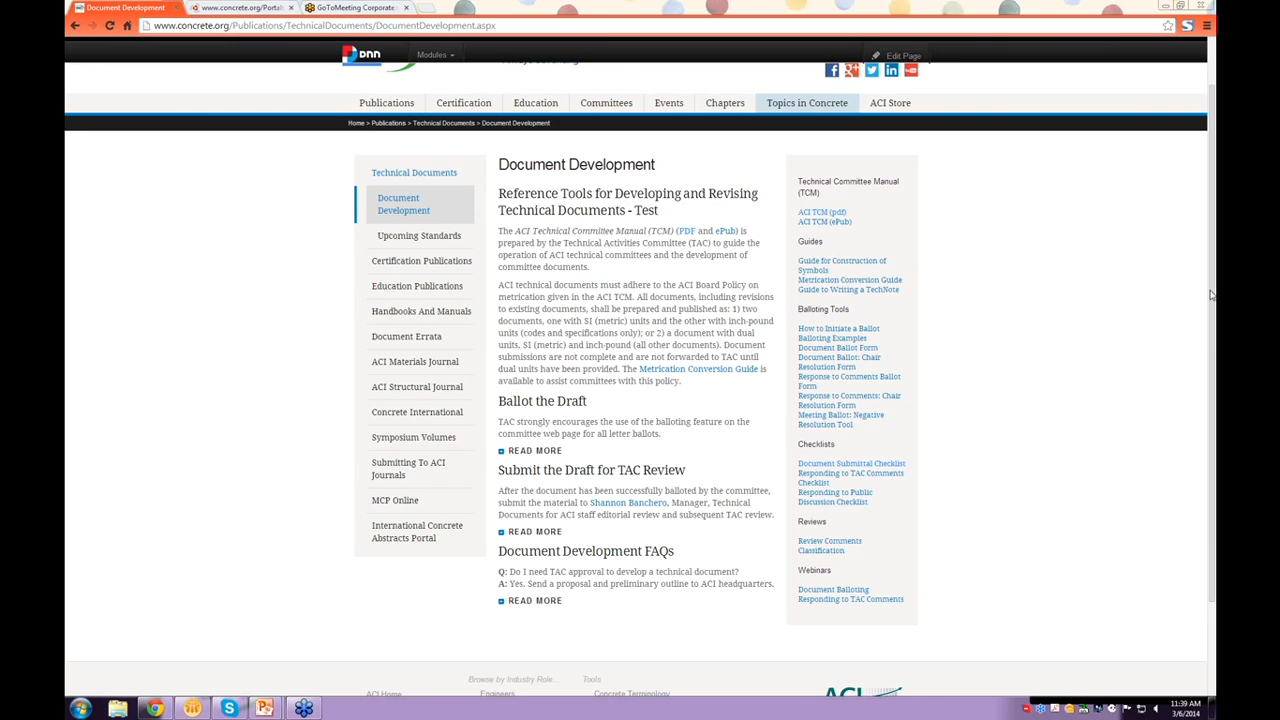 Document Development
www.concrete.org/Portal
GoToMeeting Corporate
www.concrete.org/Publications/TechnicalDocuments/DocumentDevelopment.aspx
DNN
Modules
Edit Page
Publications
Certification
Education
Committees
Events
Chapters
Topics in Concrete
ACI Store
Home > Publications > Technical Documents > Document Development
Technical Documents
Document
Development
Upcoming Standards
Certification Publications
Education Publications
Handbooks And Manuals
Document Errata
ACI Materials Journal
ACI Structural Journal
Concrete International
Symposium Volumes
Submitting To ACI
Journals
MCP Online
International Concrete
Abstracts Portal
Document Development
Reference Tools for Developing and Revising
Technical Documents - Test
The ACI Technical Committee Manual (TCM) (PDF and ePub) is
prepared by the Technical Activities Committee (TAC) to guide the
operation of ACI technical committees and the development of
committee documents.
ACI technical documents must adhere to the ACI Board Policy on
metrication given in the ACI TCM. All documents, including revisions
to existing documents, shall be prepared and published as: 1) two
documents, one with SI (metric) units and the other with inch-pound
units (codes and specifications only); or 2) a document with dual
units, SI (metric) and inch-pound (all other documents). Document
submissions are not complete and are not forwarded to TAC until
dual units have been provided. The Metrication Conversion Guide is
available to assist committees with this policy.
Ballot the Draft
TAC strongly encourages the use of the balloting feature on the
committee web page for all letter ballots.
READ MORE
Submit the Draft for TAC Review
After the document has been successfully balloted by the committee,
submit the material to Shannon Banchero, Manager, Technical
Documents for ACI staff editorial review and subsequent TAC review.
READ MORE
Document Development FAQs
Q: Do I need TAC approval to develop a technical document?
A: Yes. Send a proposal and preliminary outline to ACI headquarters.
READ MORE
Technical Committee Manual
(TCM)
ACI TCM (pdf)
ACI TCM (ePub)
Guides
Guide for Construction of
Symbols
Metrication Conversion Guide
Guide to Writing a TechNote
Balloting Tools
How to Initiate a Ballot
Balloting Examples
Document Ballot Form
Document Ballot: Chair
Resolution Form
Response to Comments Ballot
Form
Response to Comments: Chair
Resolution Form
Meeting Ballot: Negative
Resolution Tool
Checklists
Document Submittal Checklist
Responding to TAC Comments
Checklist
Responding to Public
Discussion Checklist
Reviews
Review Comments
Classification
Webinars
Document Balloting
Responding to TAC Comments
ACI Home
Browse by Industry Role...
Engineers
Tools
Concrete Terminology
ACI
11:39 AM
3/6/2014